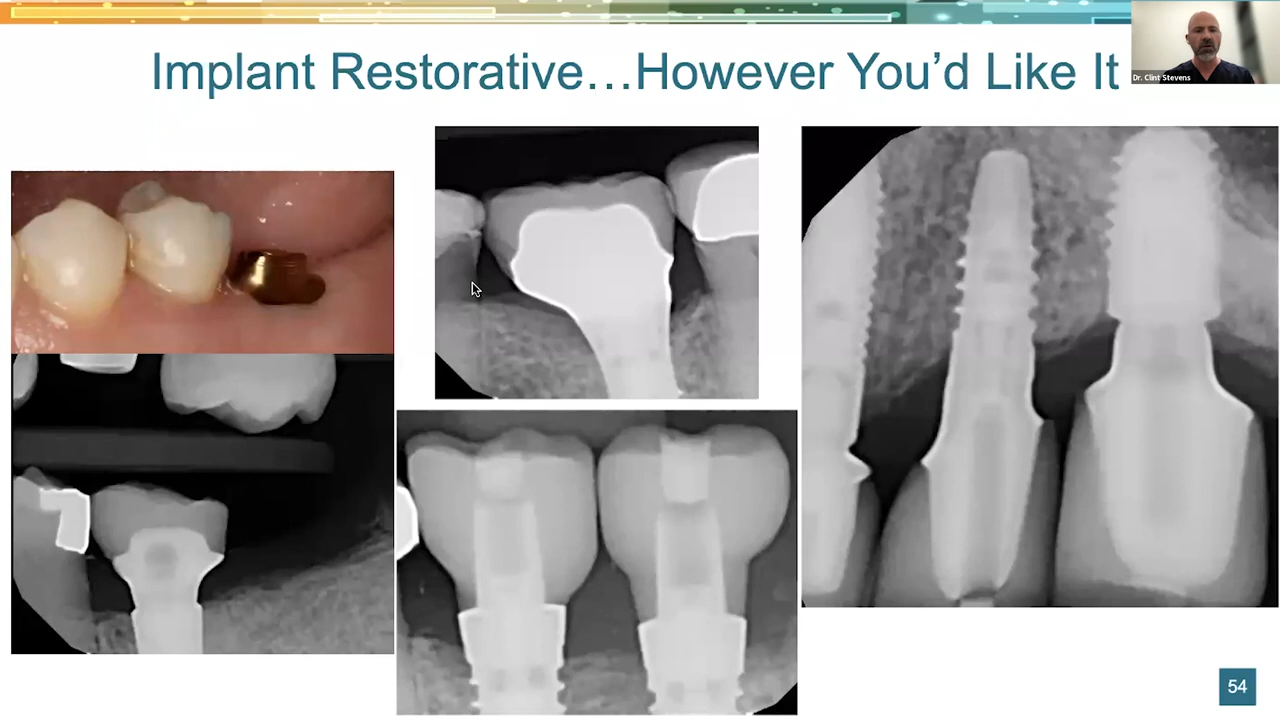 Implant Restorative…However You’d Like It
Dr. Clint Stevens
54